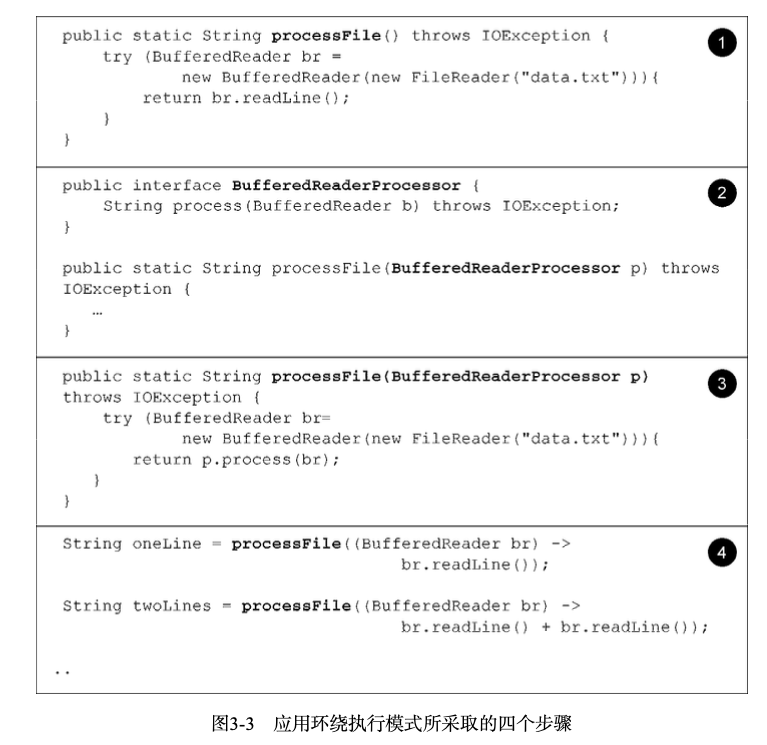 public static String processFile() throws IOException {
1
    try (BufferedReader br =
            new BufferedReader(new FileReader("data.txt"))){
        return br.readLine();
    }
}
public interface BufferedReaderProcessor {
2
    String process(BufferedReader b) throws IOException;
}
public static String processFile(BufferedReaderProcessor p) throws
IOException {
   …
}
public static String processFile(BufferedReaderProcessor p)
3
throws IOException {
    try (BufferedReader br=
            new BufferedReader(new FileReader("data.txt"))){
       return p.process(br);
   }
}
String oneLine = processFile((BufferedReader br) ->
4
                                  br.readLine());
String twoLines = processFile((BufferedReader br) ->
                                  br.readLine() + br.readLine());
..
图3-3 应用环绕执行模式所采取的四个步骤